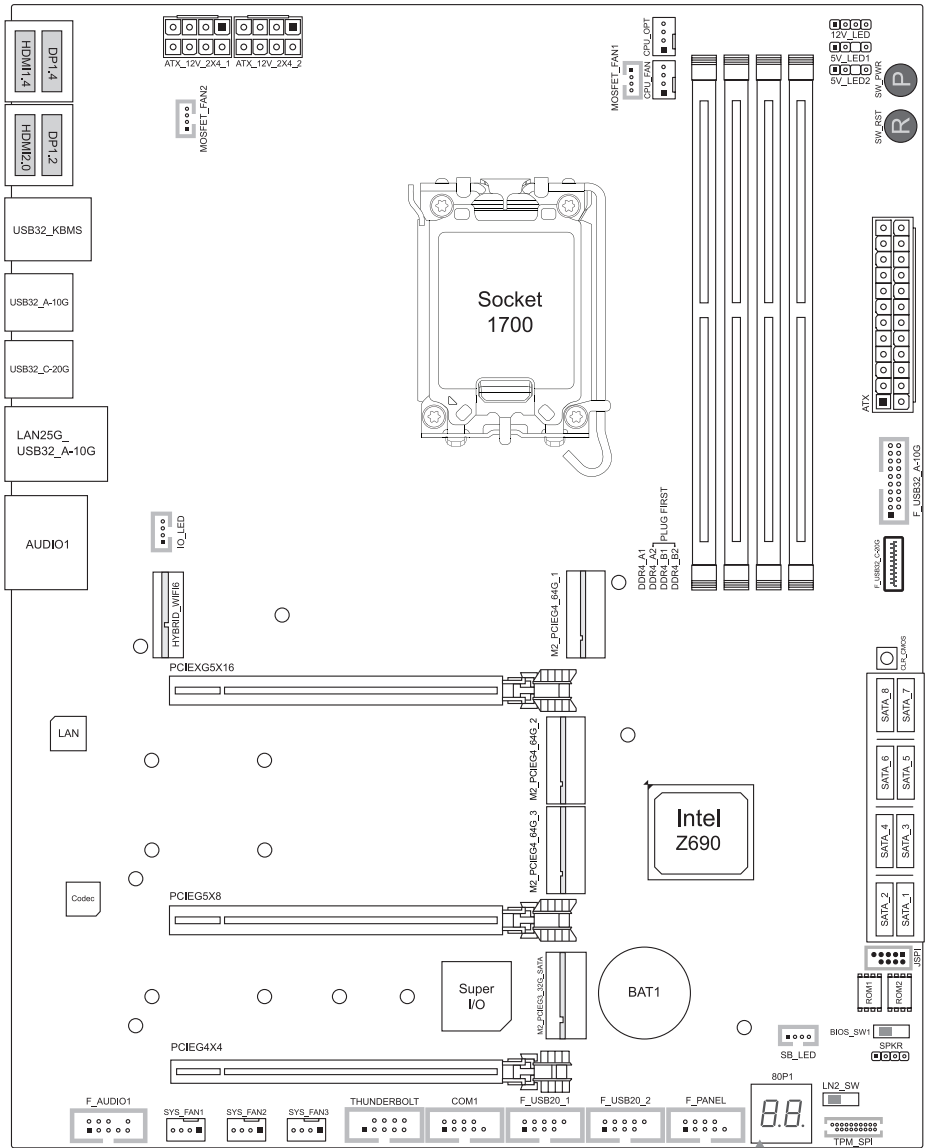 HDMI1.4
DP1.4
HDMI2.0
DP1.2
USB32_KBMS
USB32_A-10G
USB32_C-20G
LAN25G_
USB32_A-10G
AUDIO1
ATX_12V_2X4_1
ATX_12V_2X4_2
MOSFET_FAN2
MOSFET_FAN1
CPU_OPT
CPU_FAN
12V_LED
5V_LED1
5V_LED2
SW_PWR
P
SW_RST
R
Socket
1700
ATX
F_USB32_A-10G
F_USB32_C-20G
IO_LED
PLUG FIRST
DDR4_A1
DDR4_A2
DDR4_B1
DDR4_B2
HYBRID_WIFI6
M2_PCIEG4_64G_1
CLR_CMOS
PCIEXG5X16
LAN
M2_PCIEG4_64G_2
M2_PCIEG4_64G_3
Intel
Z690
SATA_8
SATA_7
SATA_6
SATA_5
SATA_4
SATA_3
SATA_2
SATA_1
Codec
PCIEG5X8
JSPI
Super
I/O
M2_PCIEG3_32G_SATA
BAT1
ROM1
ROM2
BIOS_SW1
SPKR
SB_LED
PCIEG4X4
80P1
8.8.
LN2_SW
TPM_SPI
F_AUDIO1
SYS_FAN1
SYS_FAN2
SYS_FAN3
THUNDERBOLT
COM1
F_USB20_1
F_USB20_2
F_PANEL